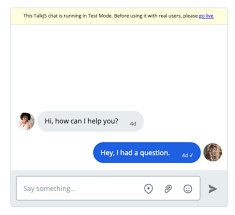 This TalkJS chat is running in Test Mode. Before using it with real users, please go live.
Hi, how can I help you?
4d
Hey, I had a question.
4d ✓
Say something...